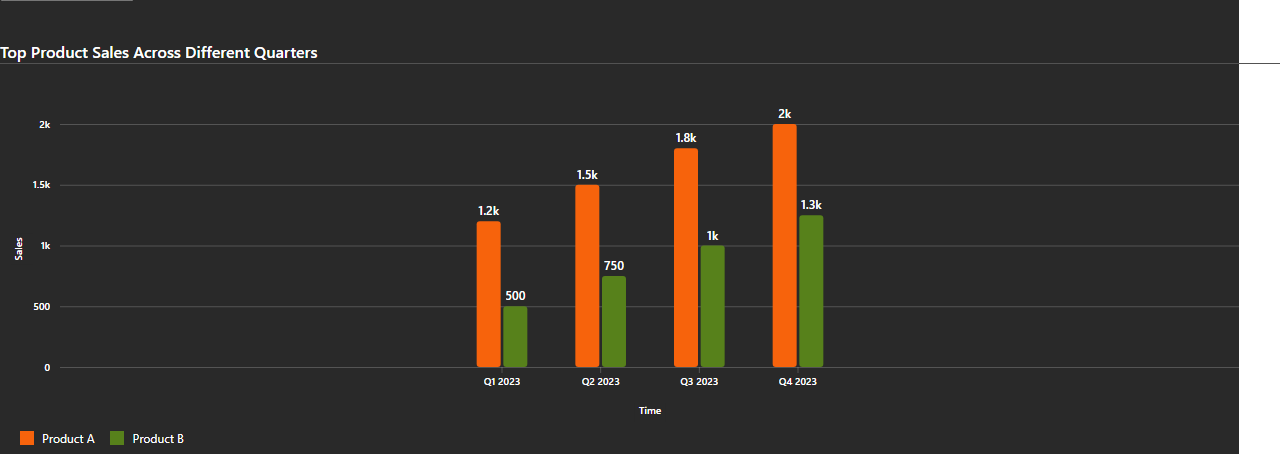 Top Product Sales Across Different Quarters
2k
1.5k
1k
500
0
Sales
1.2k
500
1.5k
750
1.8k
1k
2k
1.3k
Q1 2023
Q2 2023
Q3 2023
Q4 2023
Time
Product A
Product B